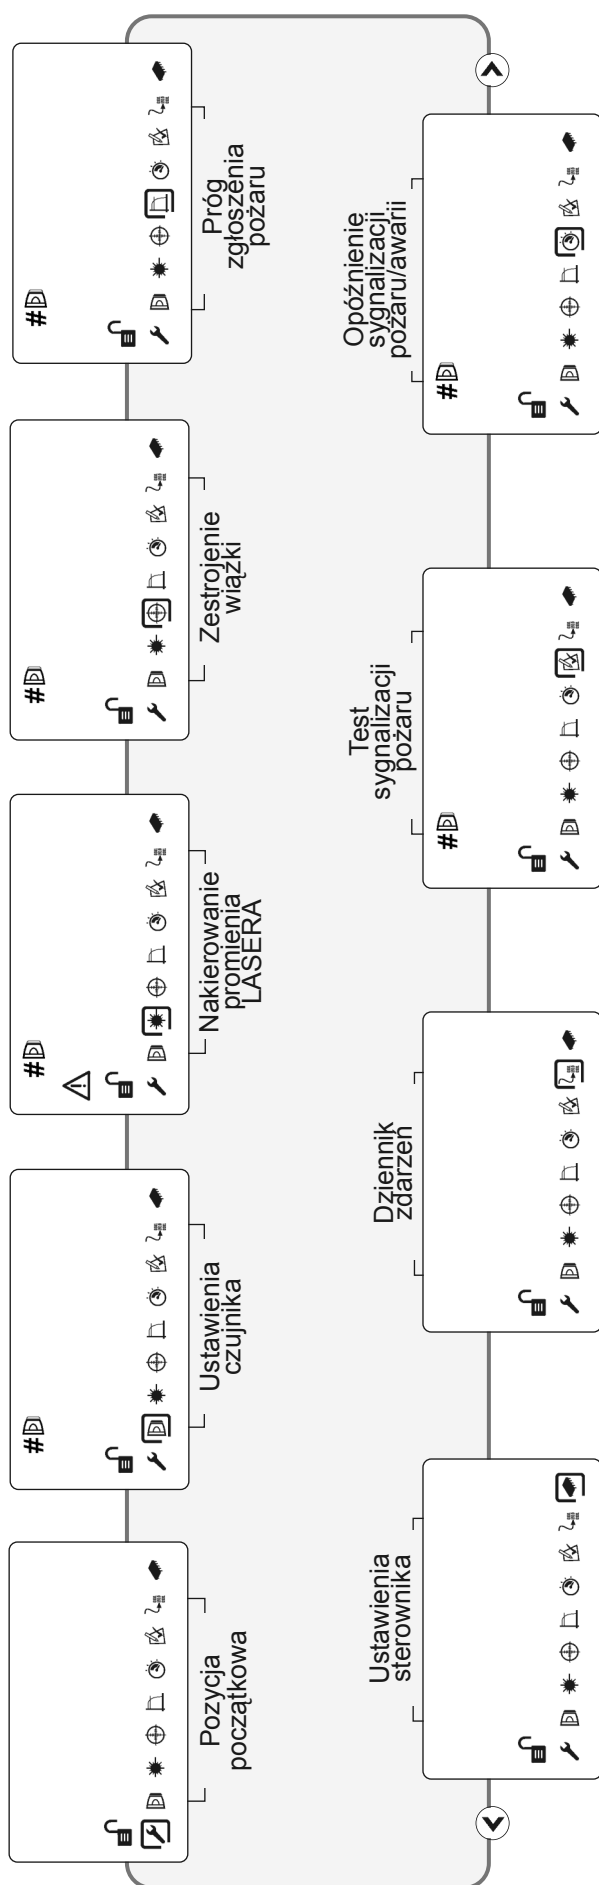 Pozycja
początkowa
#
Ustawienia
czujnika
#
Nakierowanie
promienia
LASERA
#
Zestrojenie
wiązki
#
Próg
zgłoszenia
pożaru
Ustawienia
sterownika
Dziennik
zdarzeń
#
Test
sygnalizacji
pożaru
#
Opóźnienie
sygnalizacji
pożaru/awarii